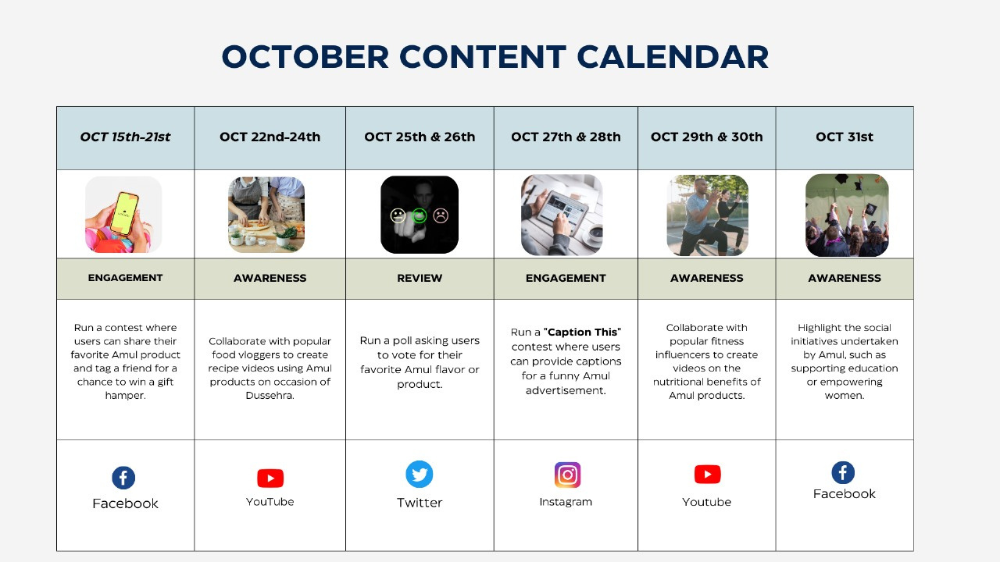 OCTOBER CONTENT CALENDAR
OCT 15th-21st
OCT 22nd-24th
OCT 25th & 26th
OCT 27th & 28th
OCT 29th & 30th
OCT 31st
ENGAGEMENT
AWARENESS
REVIEW
ENGAGEMENT
AWARENESS
AWARENESS
Run a contest where
users can share their
favorite Amul product
and tag a friend for a
chance to win a gift
hamper.
Collaborate with popular
food vloggers to create
recipe videos using Amul
products on occasion of
Dussehra.
Run a poll asking users
to vote for their
favorite Amul flavor or
product.
Run a "Caption This"
contest where users
can provide captions
for a funny Amul
advertisement.
Collaborate with
popular fitness
influencers to create
videos on the
nutritional benefits of
Amul products.
Highlight the social
initiatives undertaken
by Amul, such as
supporting education
or empowering
women.
Facebook
YouTube
Twitter
Instagram
Youtube
Facebook